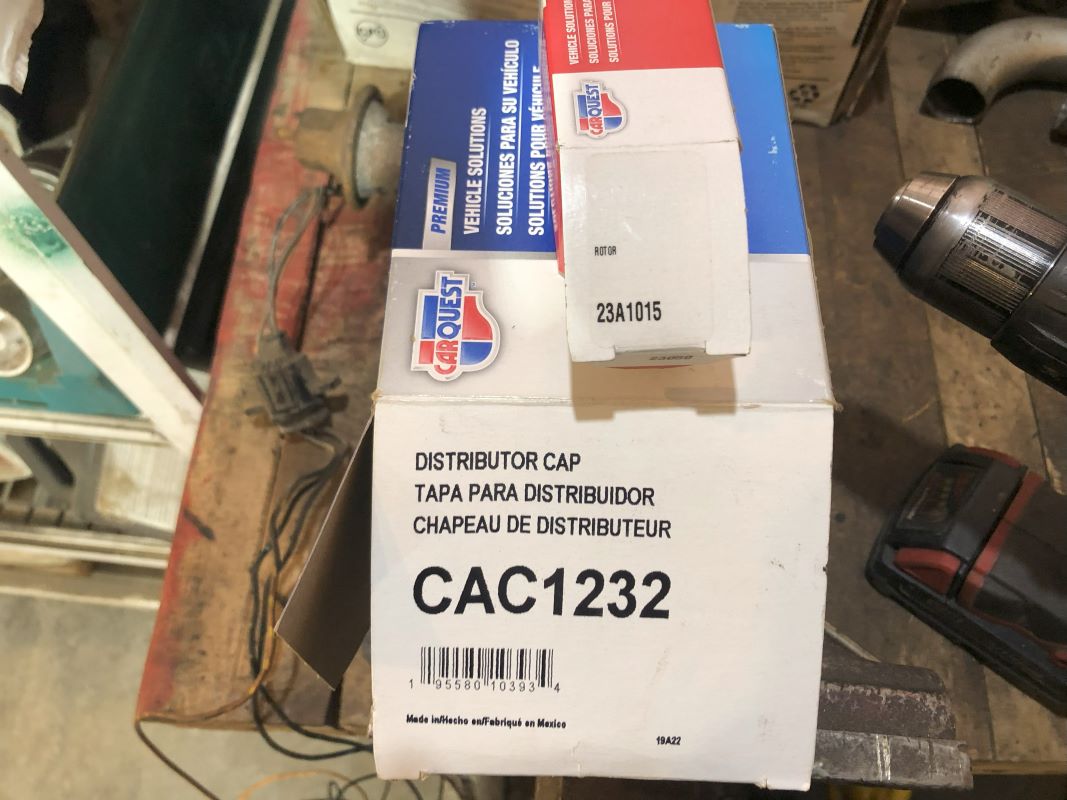 PREMIUM
VEHICLE SOLUTIONS
SOLUCIONES PARA SU VEHÍCULO
SOLUTIONS POUR VÉHICULE
CARQUEST
VEHICLE SOLUTION
SOLUCIONES PARA
SOLUTIONS POUR
CARQUEST
ROTOR
23A1015
DISTRIBUTOR CAP
TAPA PARA DISTRIBUIDOR
CHAPEAU DE DISTRIBUTEUR
CAC1232
1 95580 10393 4
Made in/Hecho en/Fabriqué en Mexico
19A22